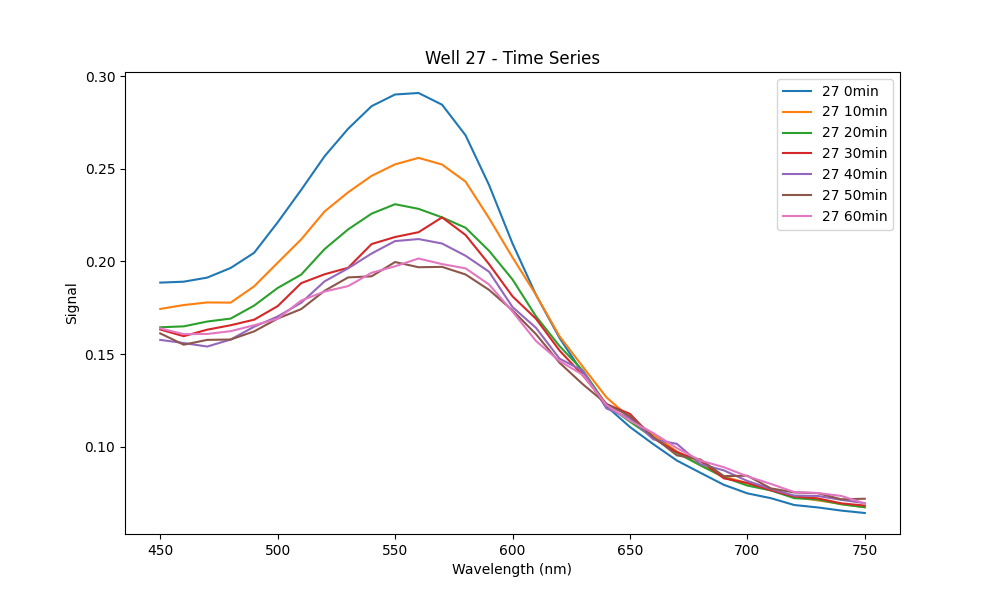 Well 27 - Time Series
0.30
0.25
0.20
0.15
0.10
Signal
450 500 550 600 650 700 750
Wavelength (nm)
27 0min
27 10min
27 20min
27 30min
27 40min
27 50min
27 60min